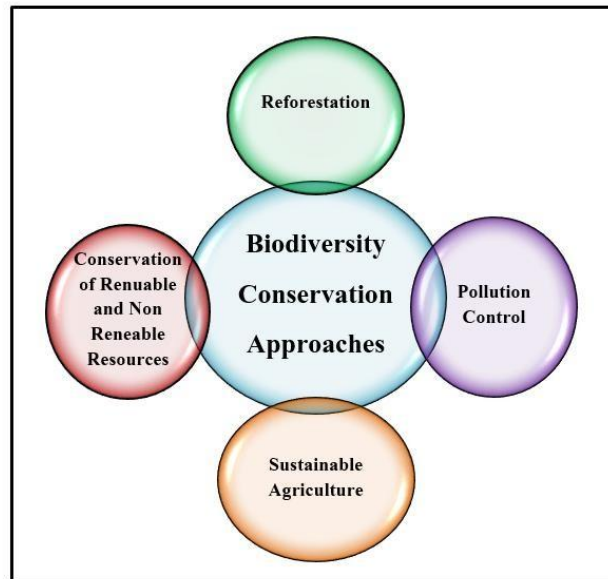 Reforestation
Biodiversity
Conservation
Approaches
Conservation
of Renuable
and Non
Reneable
Resources
Pollution
Control
Sustainable
Agriculture